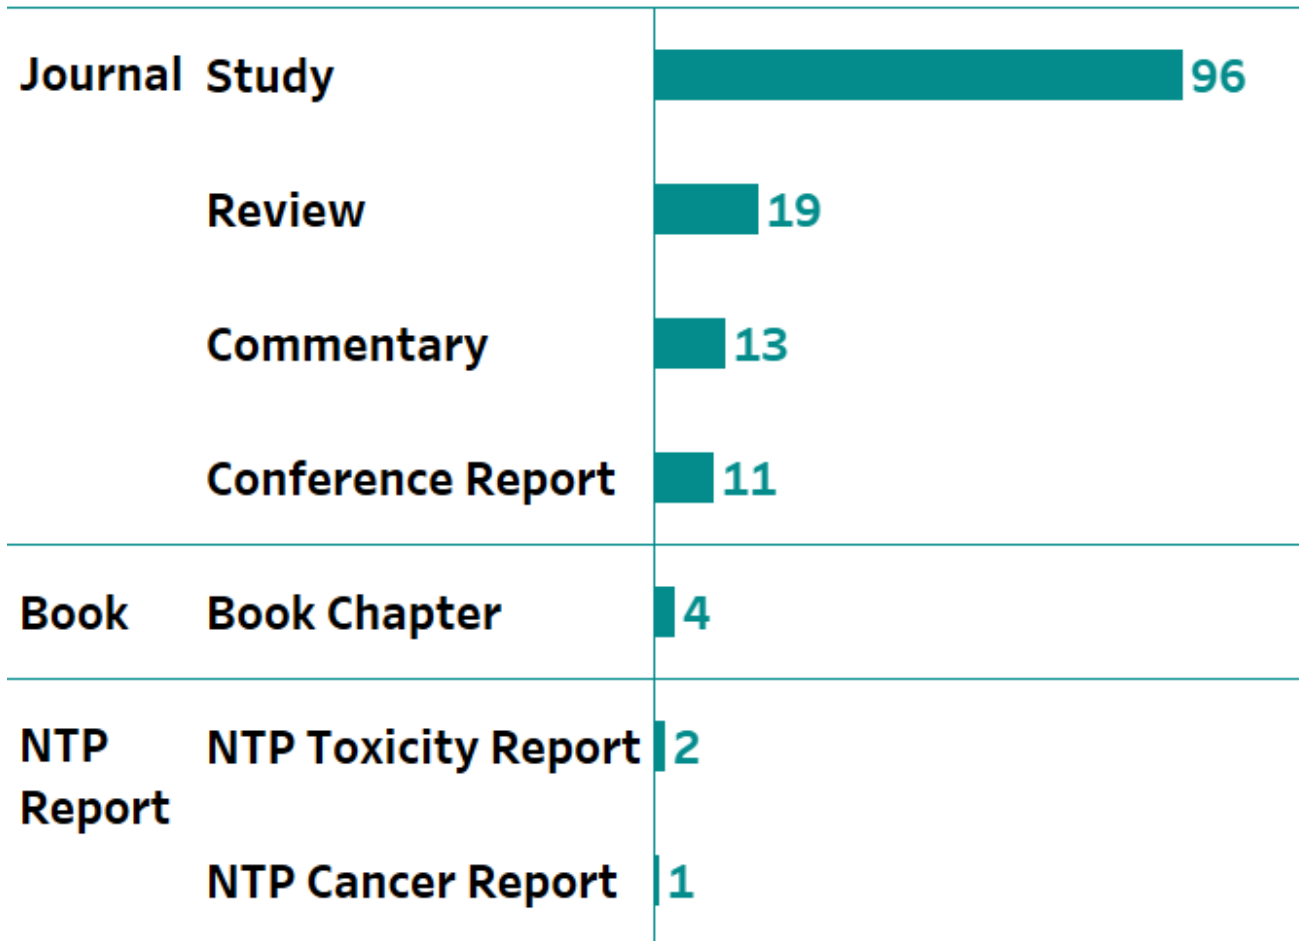 Journal Study 96
Review 19
Commentary 13
Conference Report 11
Book Book Chapter 4
NTP NTP Toxicity Report 2
Report
NTP Cancer Report 1